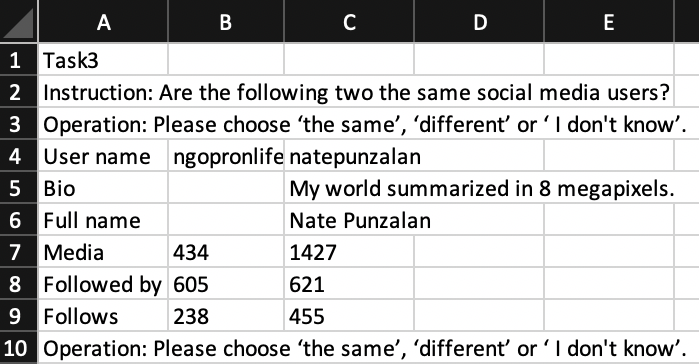 A B C D E
1 Task3
2 Instruction: Are the following two the same social media users?
3 Operation: Please choose ‘the same’, ‘different’ or ‘ I don't know’.
4 User name ngopronlife natepunzalan
5 Bio My world summarized in 8 megapixels.
6 Full name Nate Punzalan
7 Media 434 1427
8 Followed by 605 621
9 Follows 238 455
10 Operation: Please choose ‘the same’, ‘different’ or ‘ I don't know’.